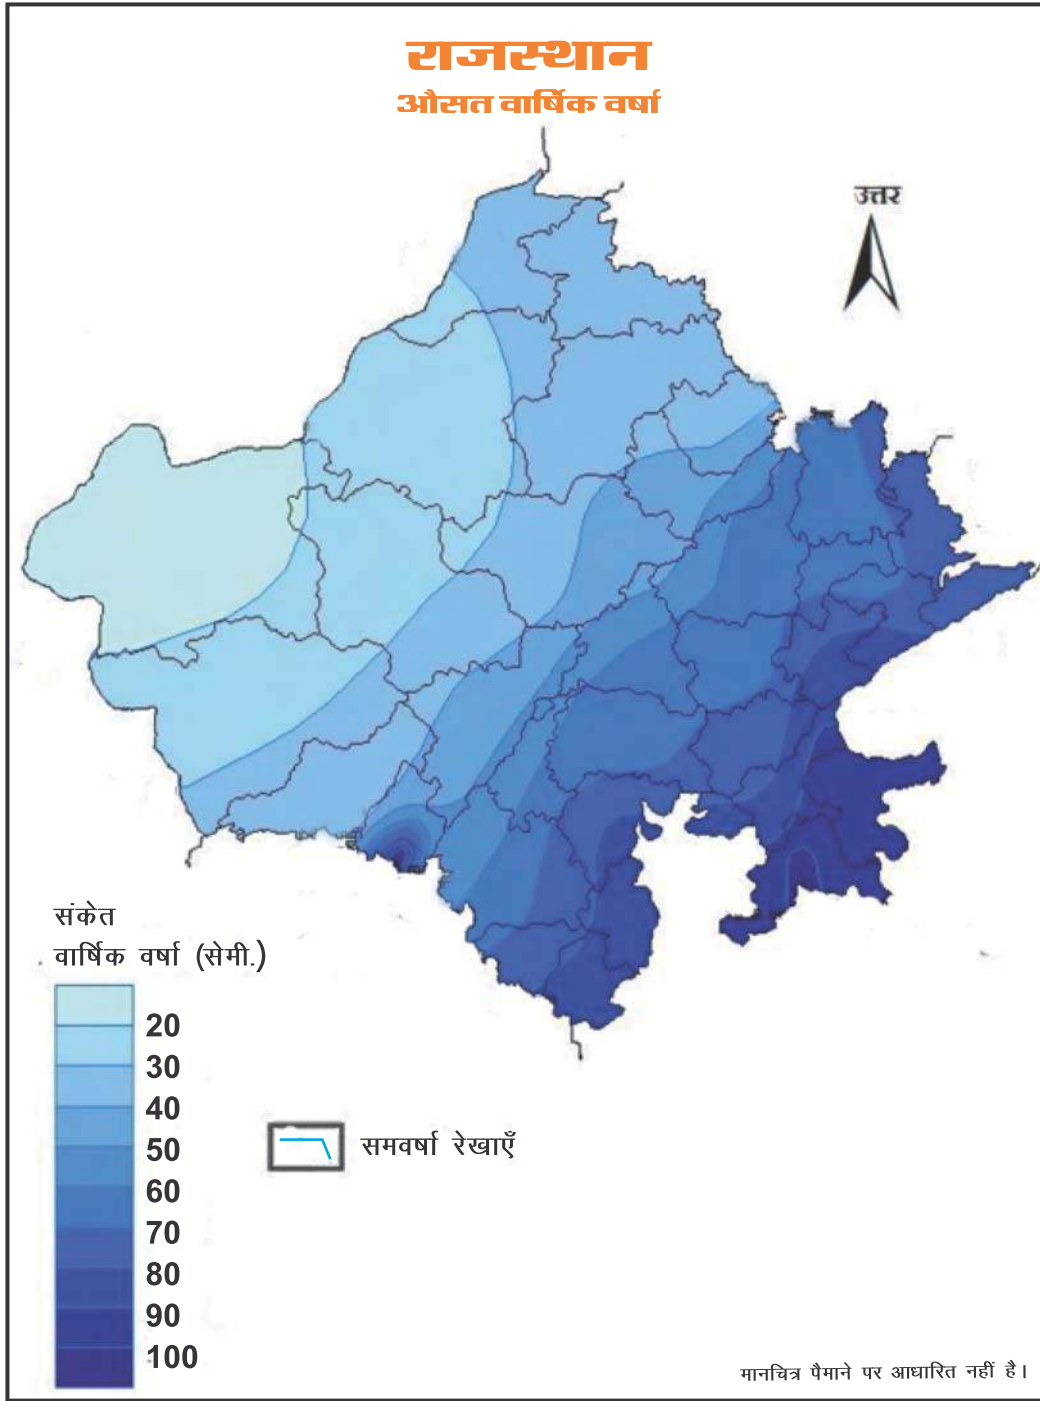 राजस्थान
औसत वार्षिक वर्षा
उत्तर
संकेत
वार्षिक वर्षा (सेमी.)
20
30
40
50
60
70
80
90
100
समवर्षा रेखाएँ
मानचित्र पैमाने पर आधारित नहीं है।